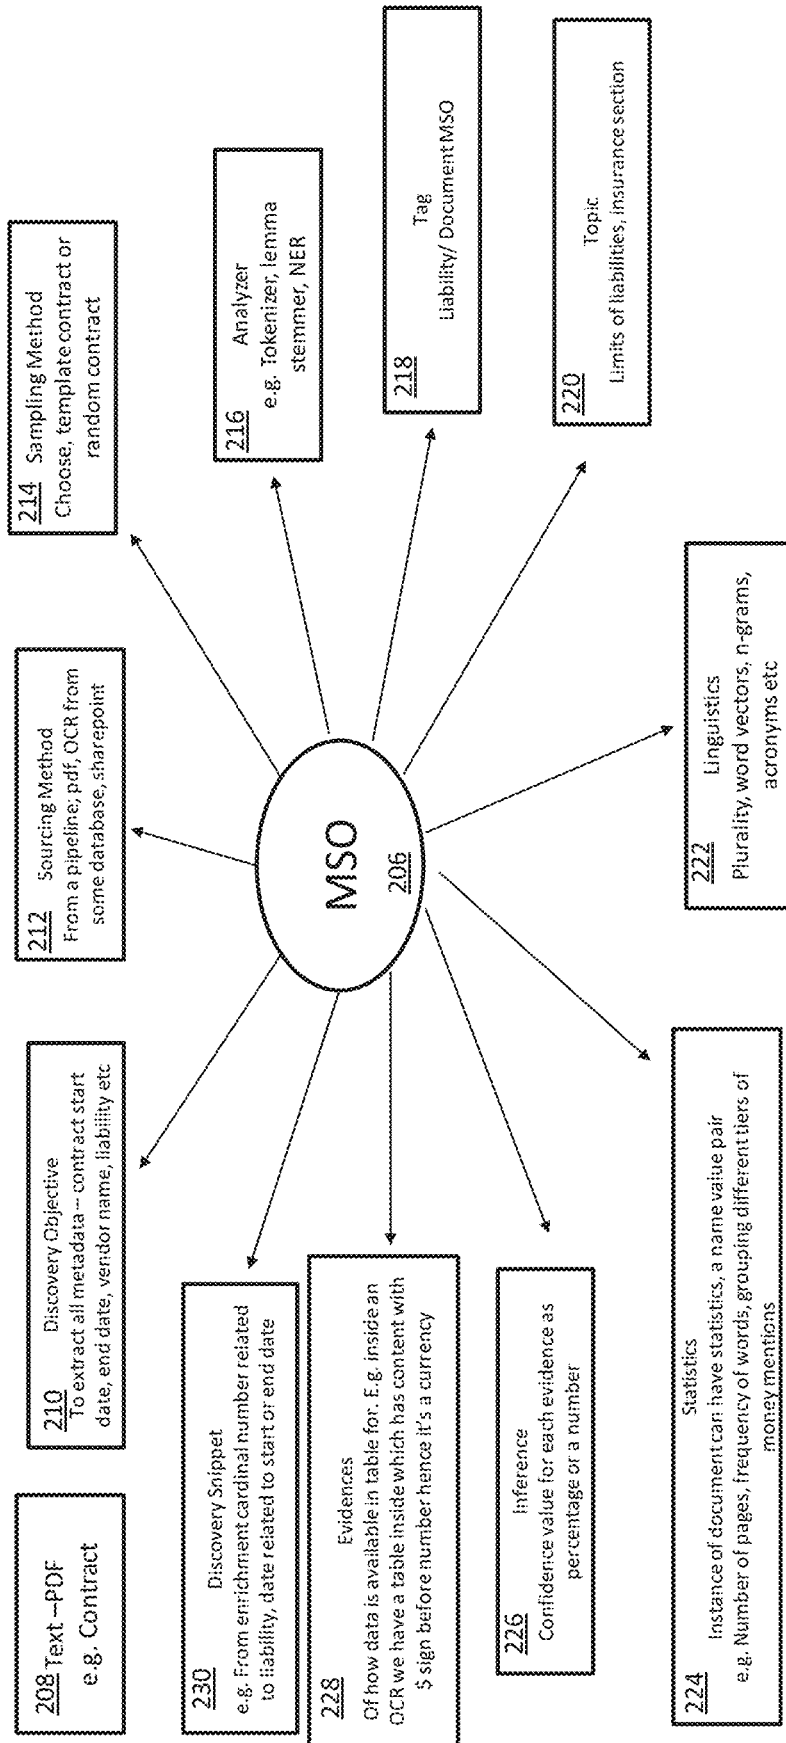 208 Text –PDF
e.g. Contract
210 Discovery Objective
To extract all metadata – contract start
date, end date, vendor name, liability etc
212 Sourcing Method
From a pipeline; pdf, OCR from
some database, sharepoint
214 Sampling Method
Choose, template contract or
random contract
216 Analyzer
e.g. Tokenizer, lemma
stemmer, NER
218 Tag
Liability/ Document MSO
220 Topic
Limits of liabilities, insurance section
222 Linguistics
Plurality, word vectors, n-grams,
acronyms etc
224 Statistics
Instance of document can have statistics, a name value pair
e.g. Number of pages, frequency of words, grouping different tiers of
money mentions
226 Inference
Confidence value for each evidence as
percentage or a number
228 Evidences
Of how data is available in table for. E.g. inside an
OCR we have a table inside which has content with
$ sign before number hence it's a currency
230 Discovery Snippet
e.g. From enrichment cardinal number related
to liability, date related to start or end date
MSO
206